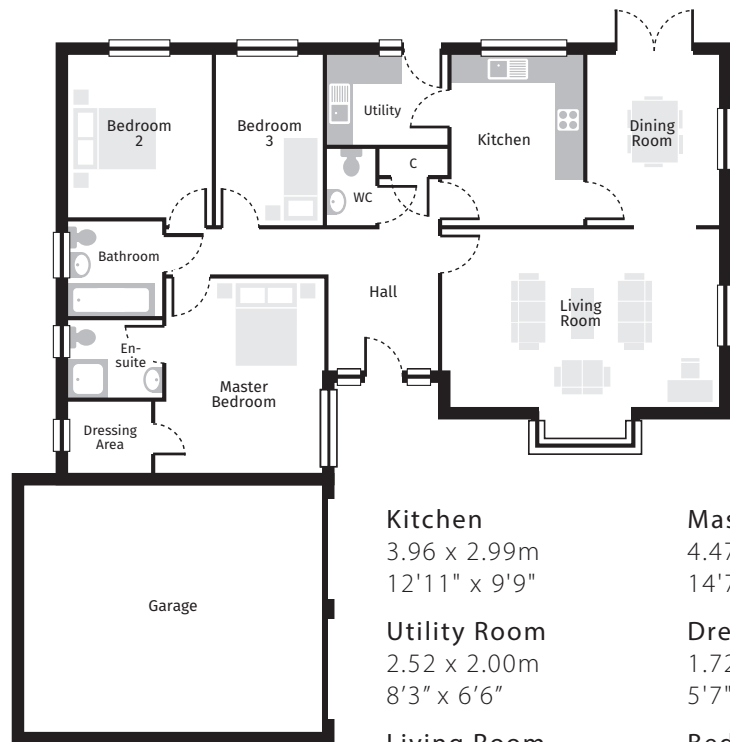 Bedroom
2
Bedroom
3
Utility
Kitchen
Dining
Room
C
WC
Bathroom
Hall
Living
Room
En-
suite
Master
Bedroom
Dressing
Area
Garage
Kitchen
3.96 x 2.99m
12'11" x 9'9"
Utility Room
2.52 x 2.00m
8’3” x 6’6”